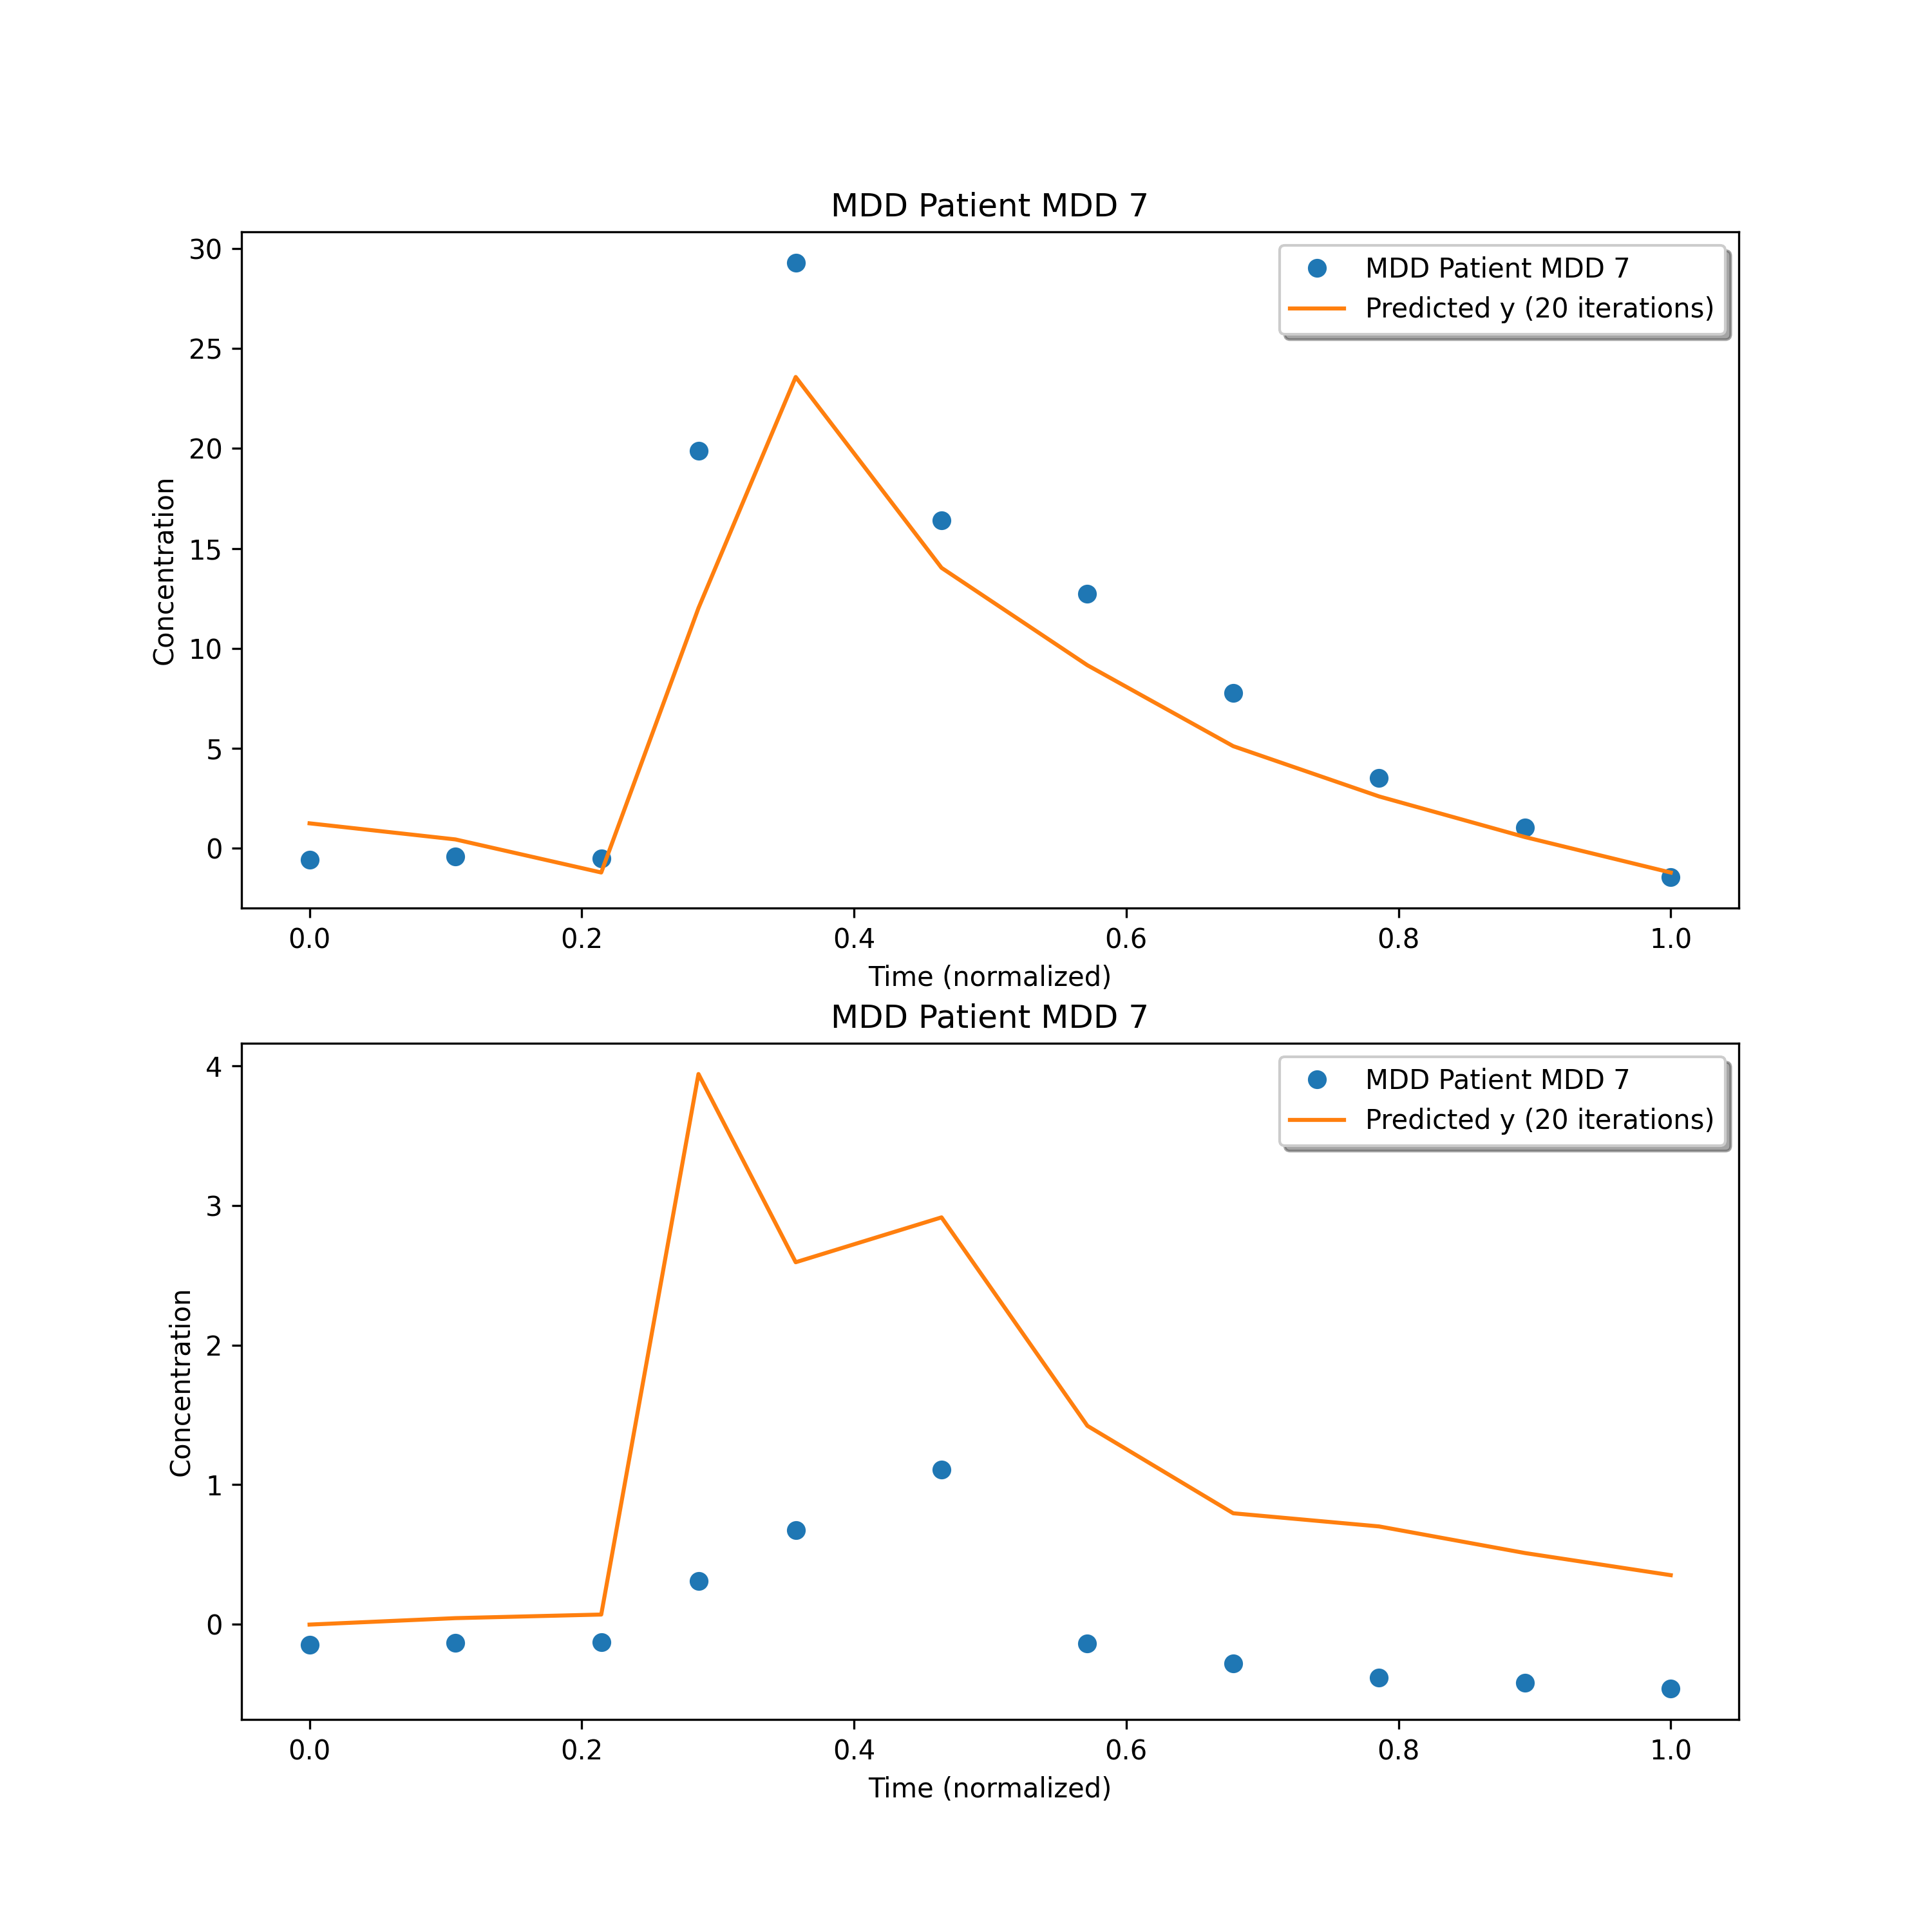 MDD Patient MDD 7
30
25
20
15
10
5
0
Concentration
MDD Patient MDD 7
Predicted y (20 iterations)
0.0 0.2 0.4 0.6 0.8 1.0
Time (normalized)
MDD Patient MDD 7
4
3
2
1
0
Concentration
MDD Patient MDD 7
Predicted y (20 iterations)
0.0 0.2 0.4 0.6 0.8 1.0
Time (normalized)